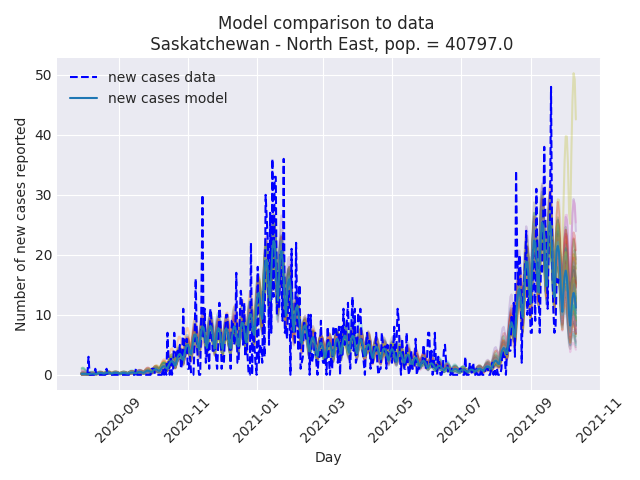 Model comparison to data
Saskatchewan - North East, pop. = 40797.0
new cases data
new cases model
Number of new cases reported
50
40
30
20
10
0
2020-09
2020-11
2021-01
2021-03
2021-05
2021-07
2021-09
2021-11
Day